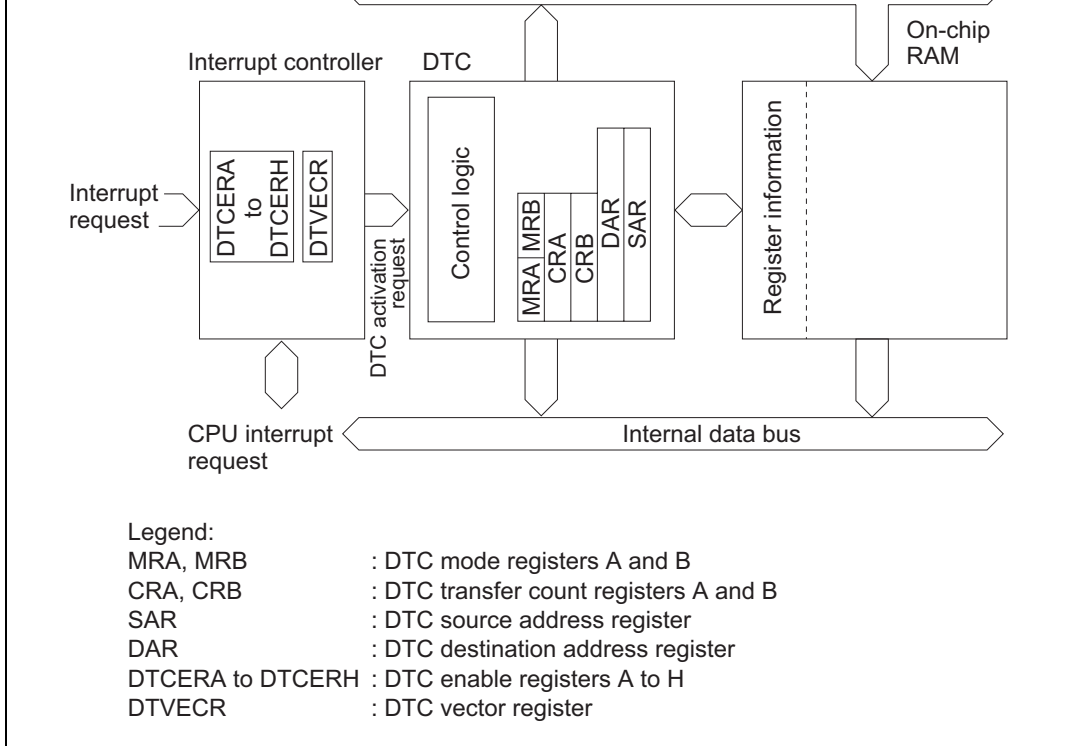 On-chip
RAM
Interrupt controller
DTC
Interrupt
request
DTCERA
to
DTCERH
DTVECR
DTC activation
request
Control logic
MRA
MRB
CRA
CRB
DAR
SAR
Register information
CPU interrupt
request
Internal data bus
Legend:
MRA, MRB : DTC mode registers A and B
CRA, CRB : DTC transfer count registers A and B
SAR : DTC source address register
DAR : DTC destination address register
DTCERA to DTCERH : DTC enable registers A to H
DTVECR : DTC vector register